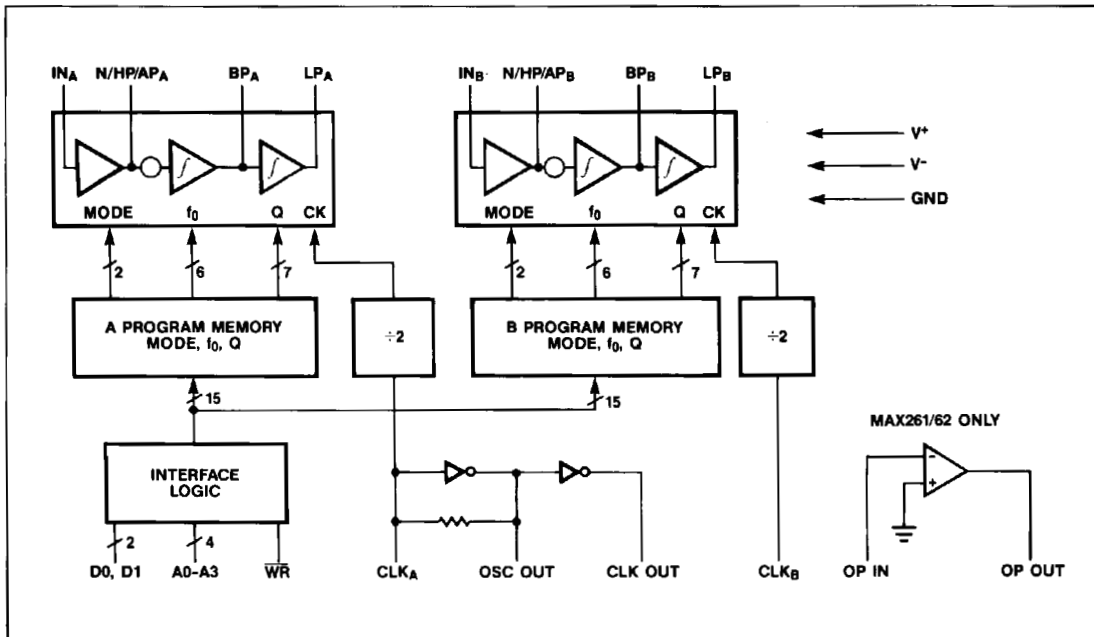 IN_A N/HP/AP_A BP_A LP_A
IN_B N/HP/AP_B BP_B LP_B
∫ ∫
∫ ∫
V+
V−
GND
MODE f0 Q CK
MODE f0 Q CK
2 6 7
2 6 7
A PROGRAM MEMORY
MODE, f0, Q
÷2
B PROGRAM MEMORY
MODE, f0, Q
÷2
15
15
MAX261/62 ONLY
−
+
INTERFACE
LOGIC
2 4
D0, D1 A0-A3 W̅R̅ CLK_A OSC OUT CLK OUT CLK_B OP IN OP OUT